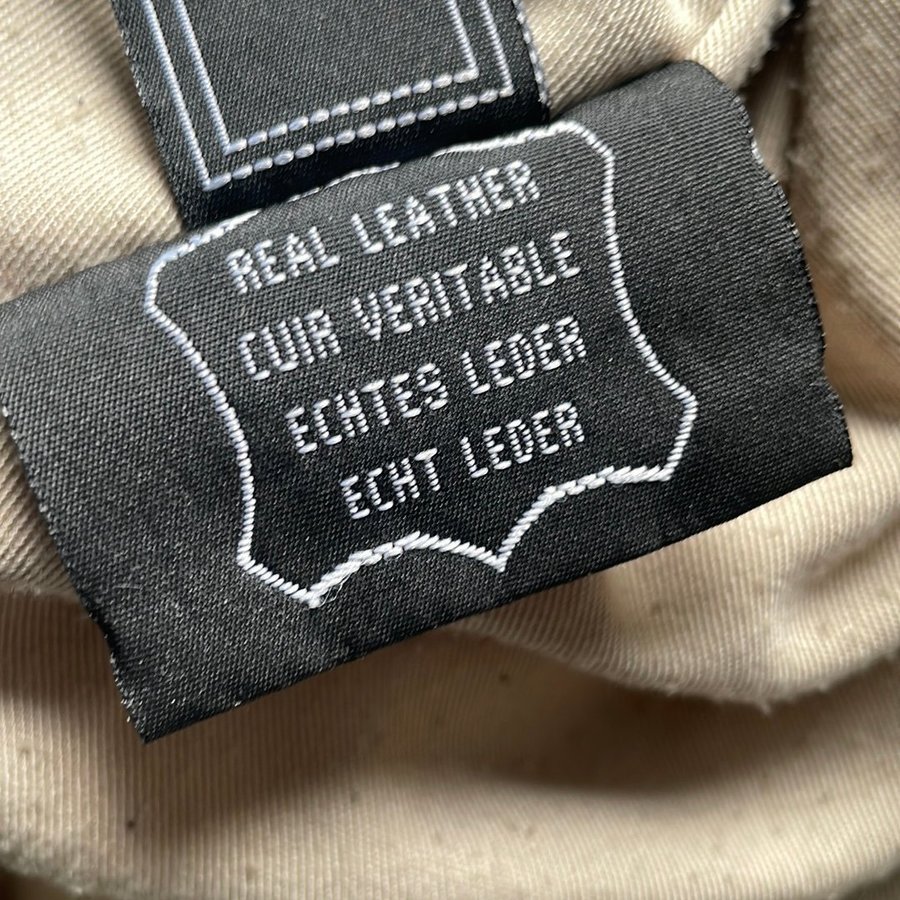 REAL LEATHER
CUIR VERITABLE
ECHTES LEDER
ECHT LEDER